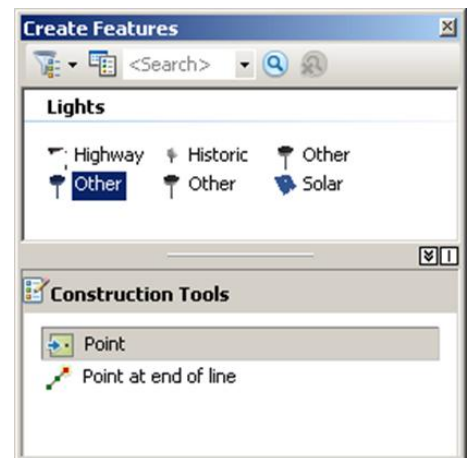 Create Features
<Search>
Lights
Highway Historic Other
Other Other Solar
Construction Tools
Point
Point at end of line